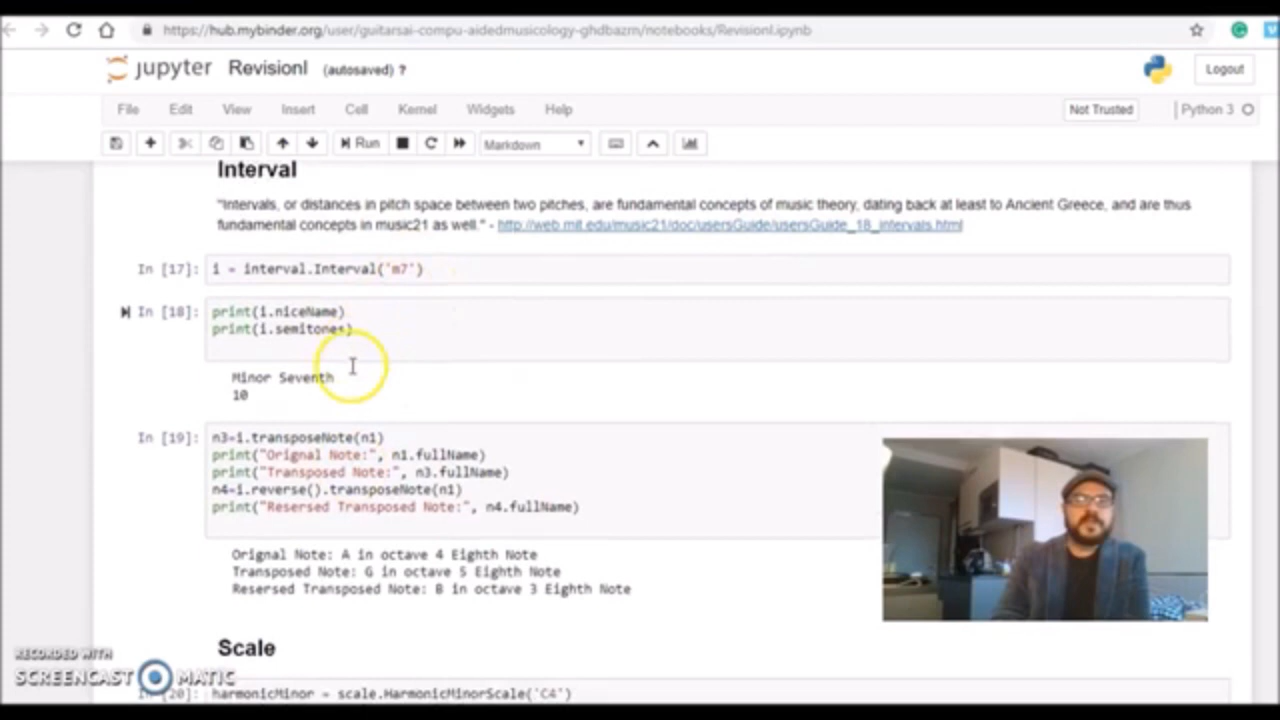 https://hub.mybinder.org/user/guitarsai-compu-aidedmusicology-ghdbazm/notebooks/RevisionI.ipynb
jupyter RevisionI (autosaved) ? Logout
File Edit View Insert Cell Kernel Widgets Help Not Trusted Python 3
Run Markdown
Interval
"Intervals, or distances in pitch space between two pitches, are fundamental concepts of music theory, dating back at least to Ancient Greece, and are thus
fundamental concepts in music21 as well." - http://web.mit.edu/music21/doc/usersGuide/usersGuide_18_intervals.html
In [17]: i = interval.Interval('m7')
In [18]: print(i.niceName)
print(i.semitones)
Minor Seventh
10
In [19]: n3=i.transposeNote(n1)
print("Orignal Note:", n1.fullName)
print("Transposed Note:", n3.fullName)
n4=i.reverse().transposeNote(n1)
print("Resersed Transposed Note:", n4.fullName)
Orignal Note: A in octave 4 Eighth Note
Transposed Note: G in octave 5 Eighth Note
Resersed Transposed Note: B in octave 3 Eighth Note
Scale
RECORDED WITH
SCREENCAST MATIC
In [20]: harmonicMinor = scale.HarmonicMinorScale('C4')